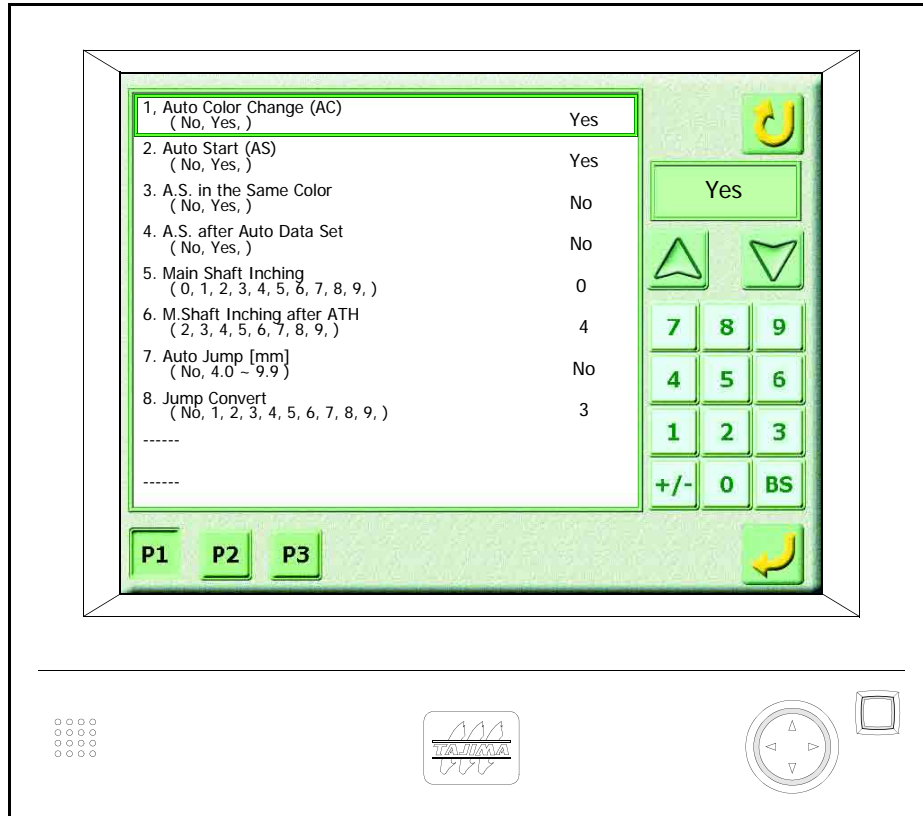 1, Auto Color Change (AC)
( No, Yes, ) Yes
2. Auto Start (AS)
( No, Yes, ) Yes
3. A.S. in the Same Color
( No, Yes, ) No
4. A.S. after Auto Data Set
( No, Yes, ) No
5. Main Shaft Inching
( 0, 1, 2, 3, 4, 5, 6, 7, 8, 9, ) 0
6. M.Shaft Inching after ATH
( 2, 3, 4, 5, 6, 7, 8, 9, ) 4
7. Auto Jump [mm]
( No, 4.0 ~ 9.9 ) No
8. Jump Convert
( No, 1, 2, 3, 4, 5, 6, 7, 8, 9, ) 3
------
------
Yes
7 8 9
4 5 6
1 2 3
+/- 0 BS
P1 P2 P3
TAJIMA